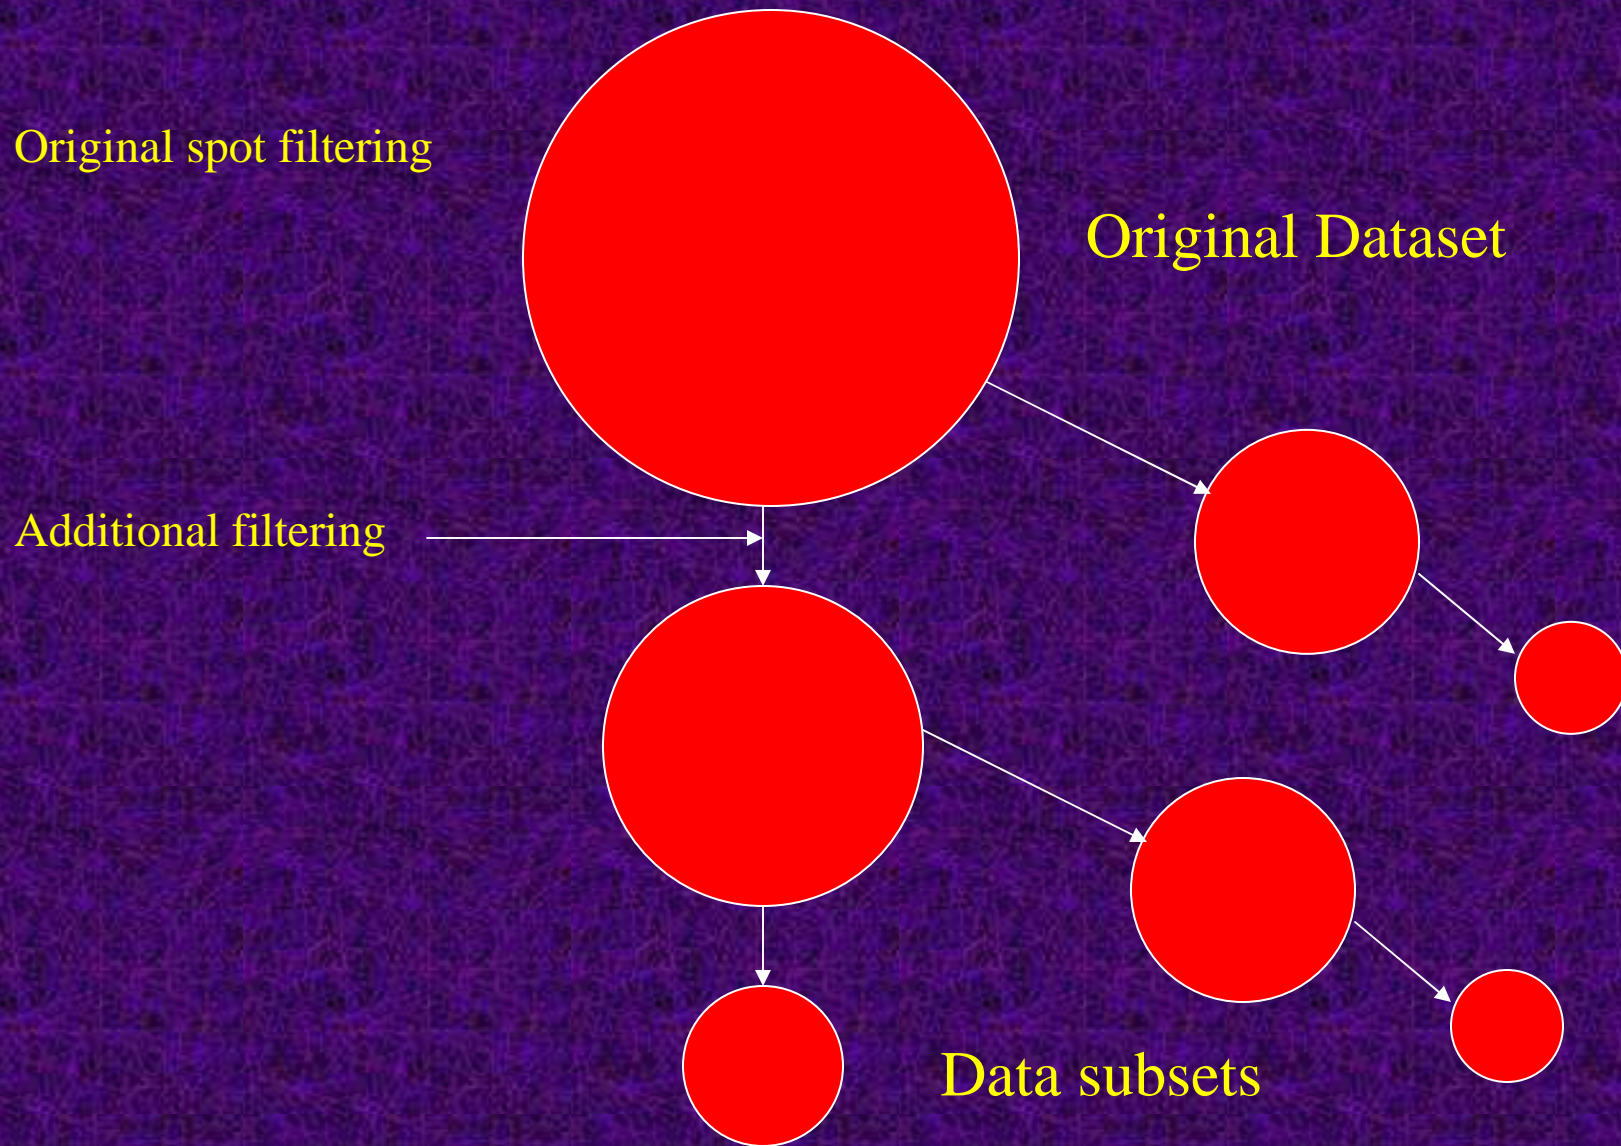 Original spot filtering
Original Dataset
Additional filtering
Data subsets